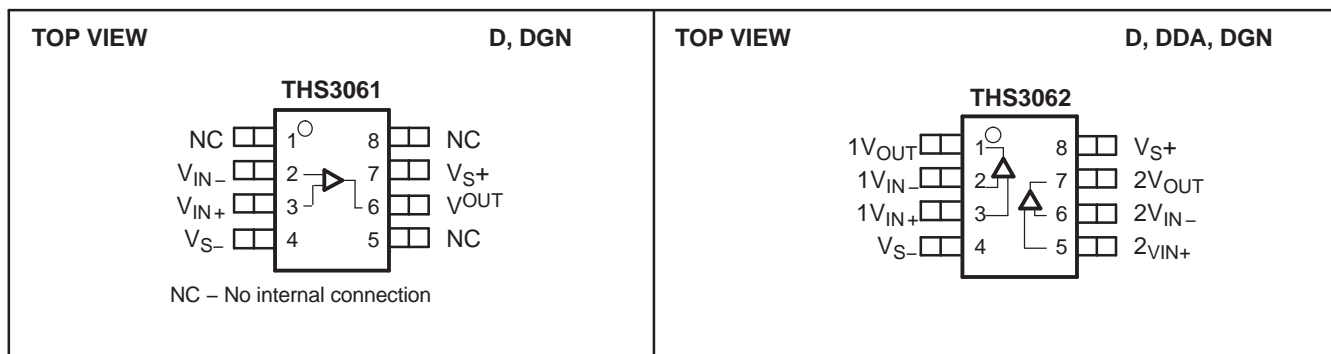 TOP VIEW D, DGN
THS3061
NC 1 8 NC
VIN− 2 7 VS+
VIN+ 3 6 VOUT
VS− 4 5 NC
NC − No internal connection
TOP VIEW D, DDA, DGN
THS3062
1VOUT 1 8 VS+
1VIN− 2 7 2VOUT
1VIN+ 3 6 2VIN−
VS− 4 5 2VIN+